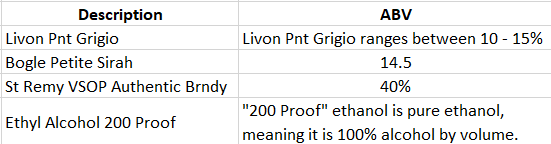 Description ABV
Livon Pnt Grigio Livon Pnt Grigio ranges between 10 - 15%
Bogle Petite Sirah 14.5
St Remy VSOP Authentic Brndy 40%
Ethyl Alcohol 200 Proof "200 Proof" ethanol is pure ethanol,
meaning it is 100% alcohol by volume.